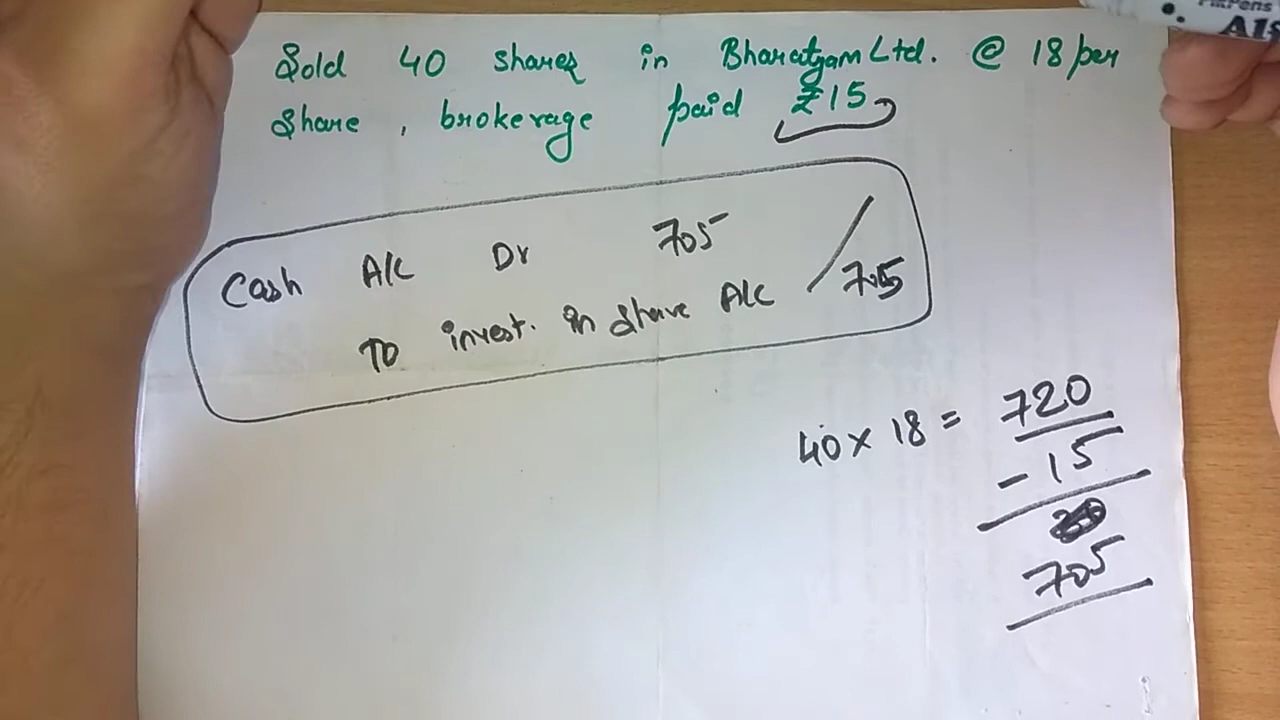 Sold 40 shares in Bharatgam Ltd. @ 18 per
share, brokerage paid ₹15
Cash A/C Dr 705
To invest. in share A/C 705
40 x 18 = 720
- 15
705